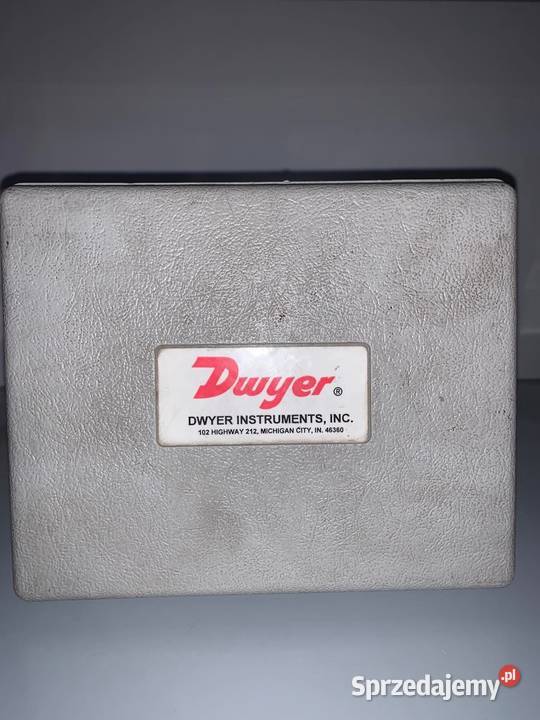 Dwyer®
DWYER INSTRUMENTS, INC.
102 HIGHWAY 212, MICHIGAN CITY, IN. 46360
Sprzedajemy.pl